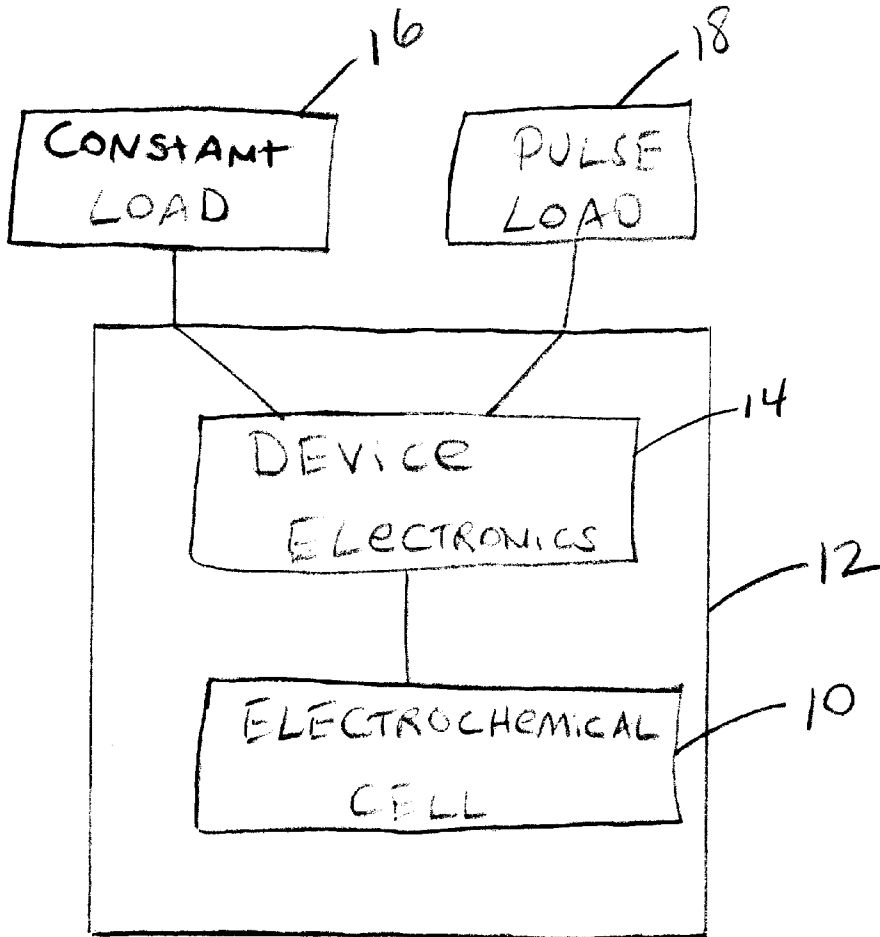 16
18
CONSTANT
LOAD
PULSE
LOAD
14
DEVICE
ELECTRONICS
12
10
ELECTROCHEMICAL
CELL